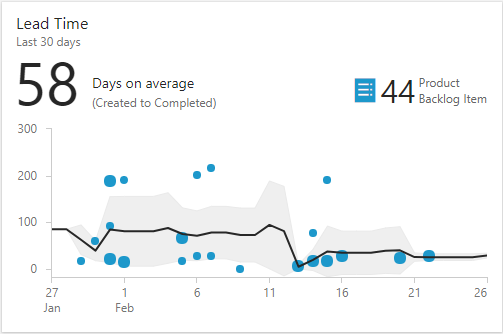 Lead Time
Last 30 days
58
Days on average
(Created to Completed)
44
Product
Backlog Item
300
200
100
0
27 1 6 11 16 21 26
Jan Feb